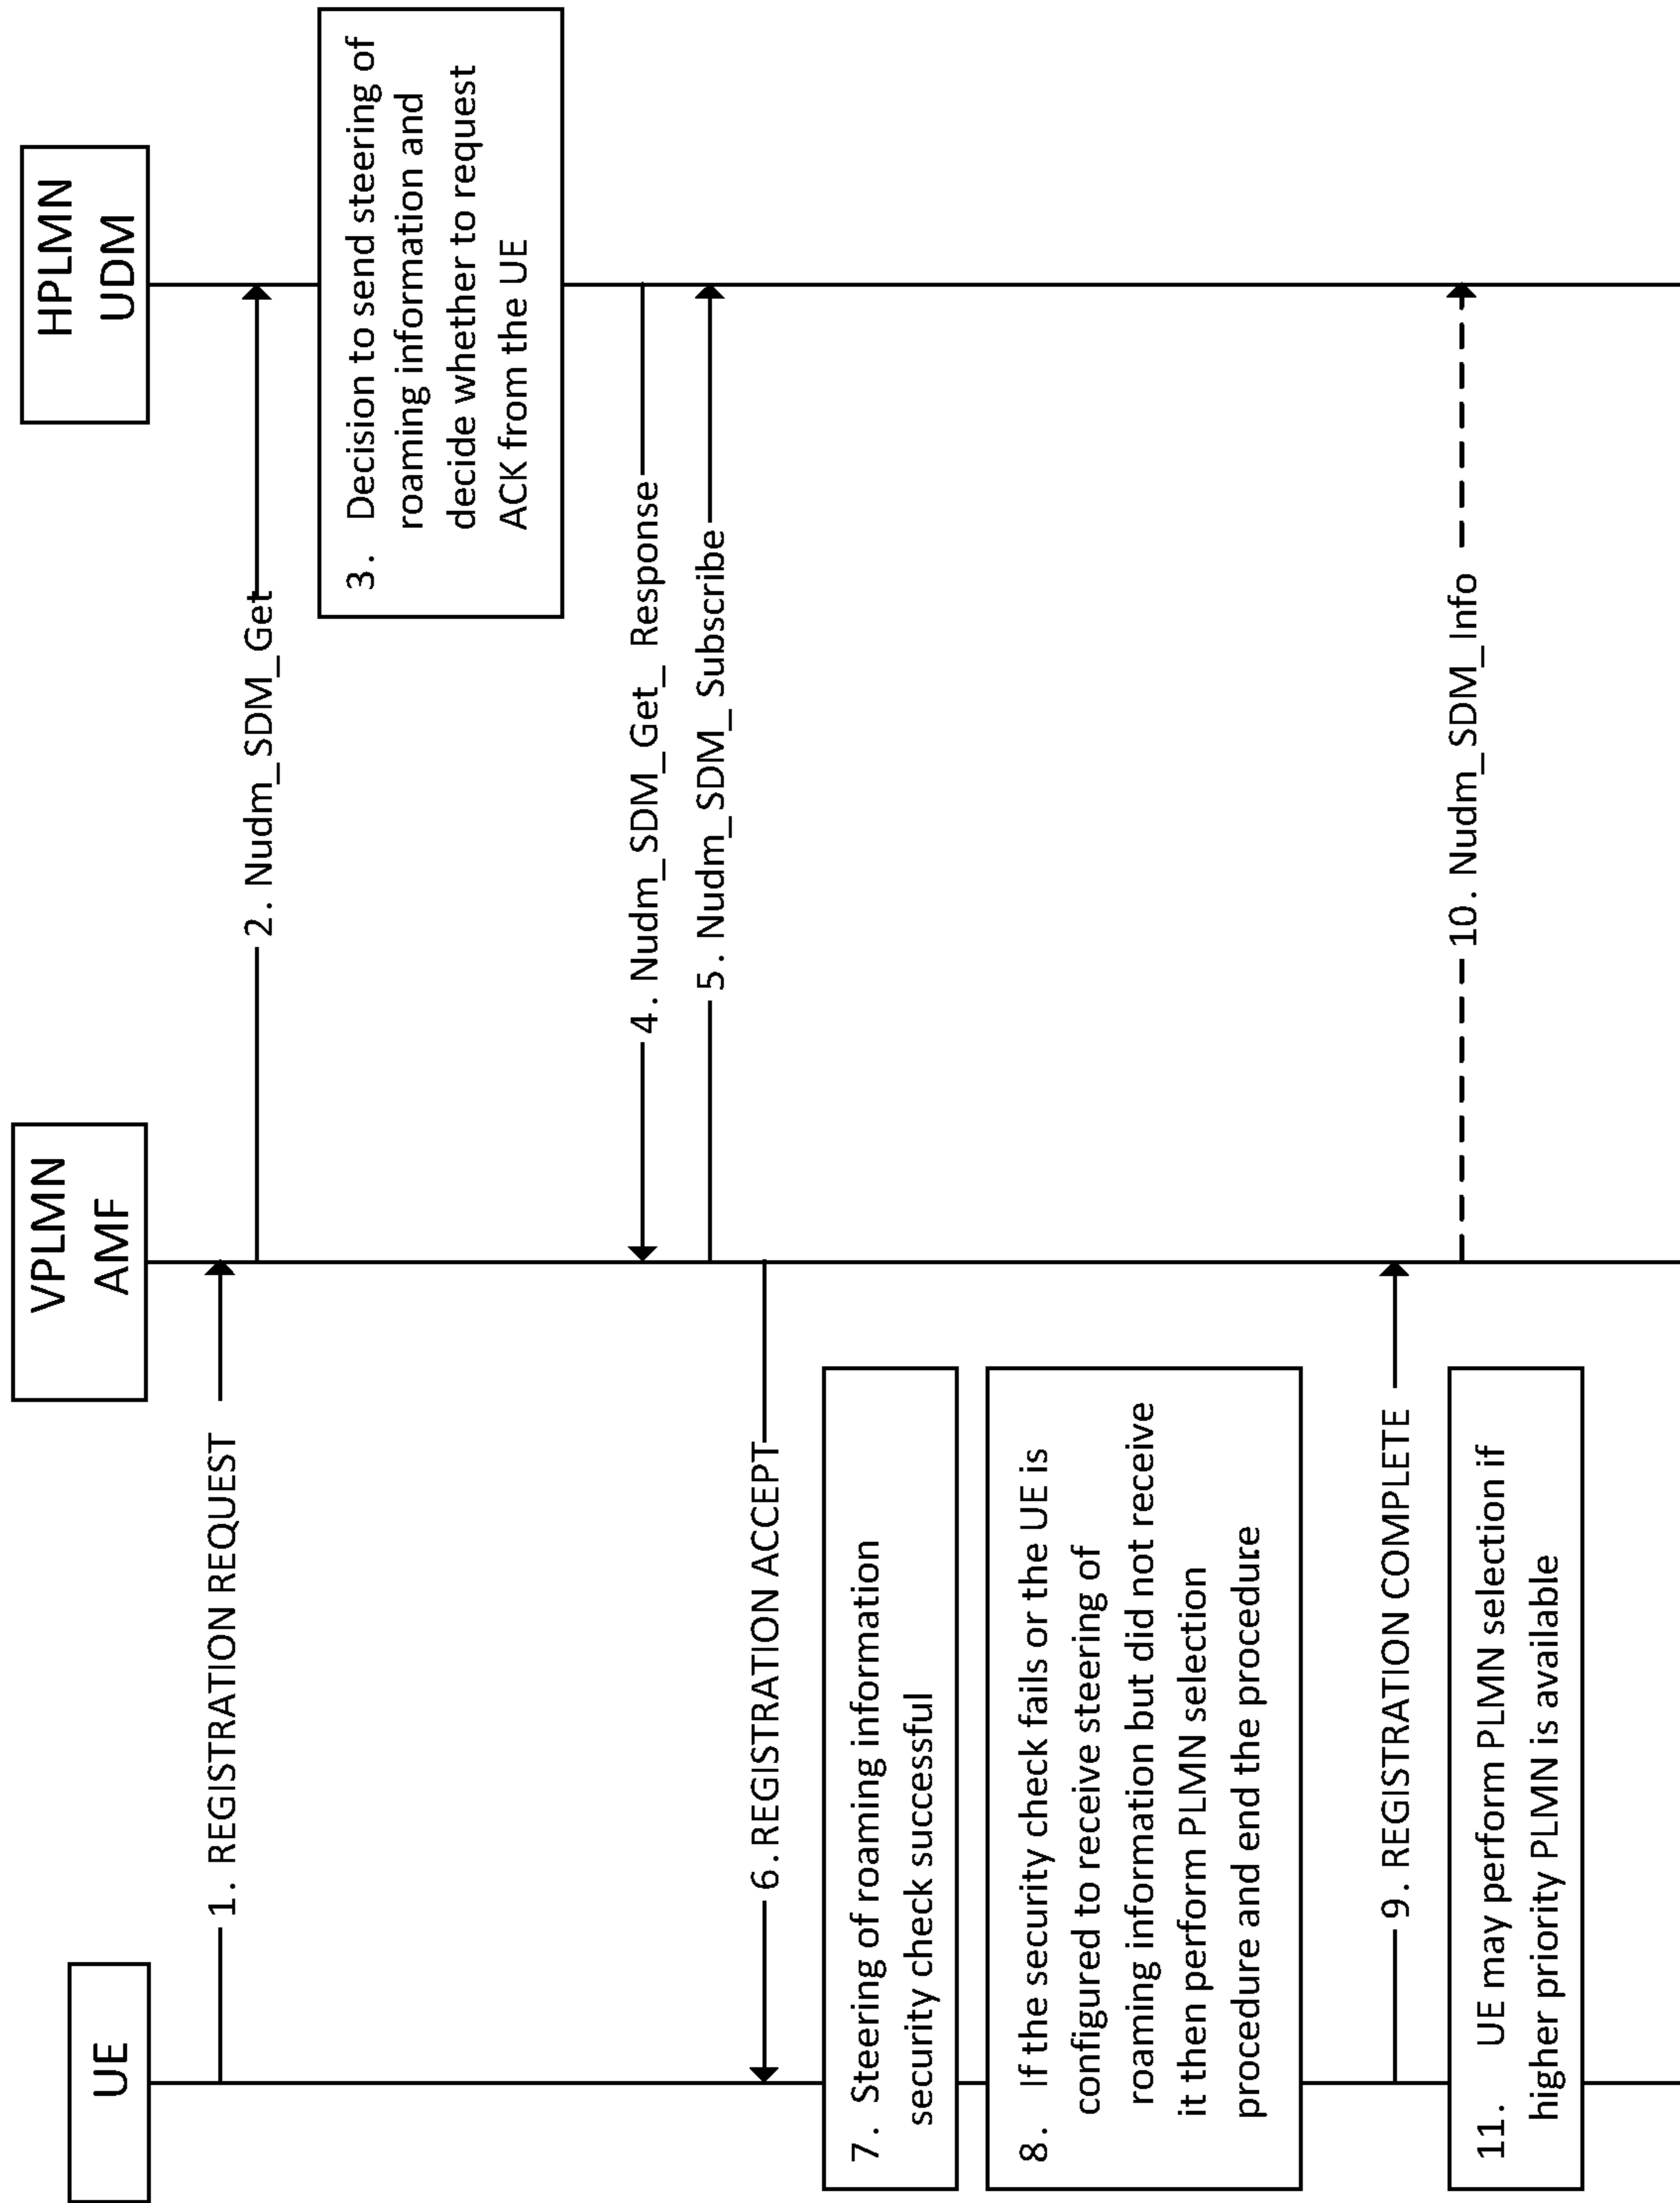 UE
VPLMN
AMF
HPLMN
UDM
1. REGISTRATION REQUEST
2. Nudm_SDM_Get
3. Decision to send steering of
roaming information and
decide whether to request
ACK from the UE
4. Nudm_SDM_Get_ Response
5. Nudm_SDM_ Subscribe
6.REGISTRATION ACCEPT
7. Steering of roaming information
security check successful
8. If the security check fails or the UE is
configured to receive steering of
roaming information but did not receive
it then perform PLMN selection
procedure and end the procedure
9. REGISTRATION COMPLETE
10. Nudm_SDM_Info
11. UE may perform PLMN selection if
higher priority PLMN is available